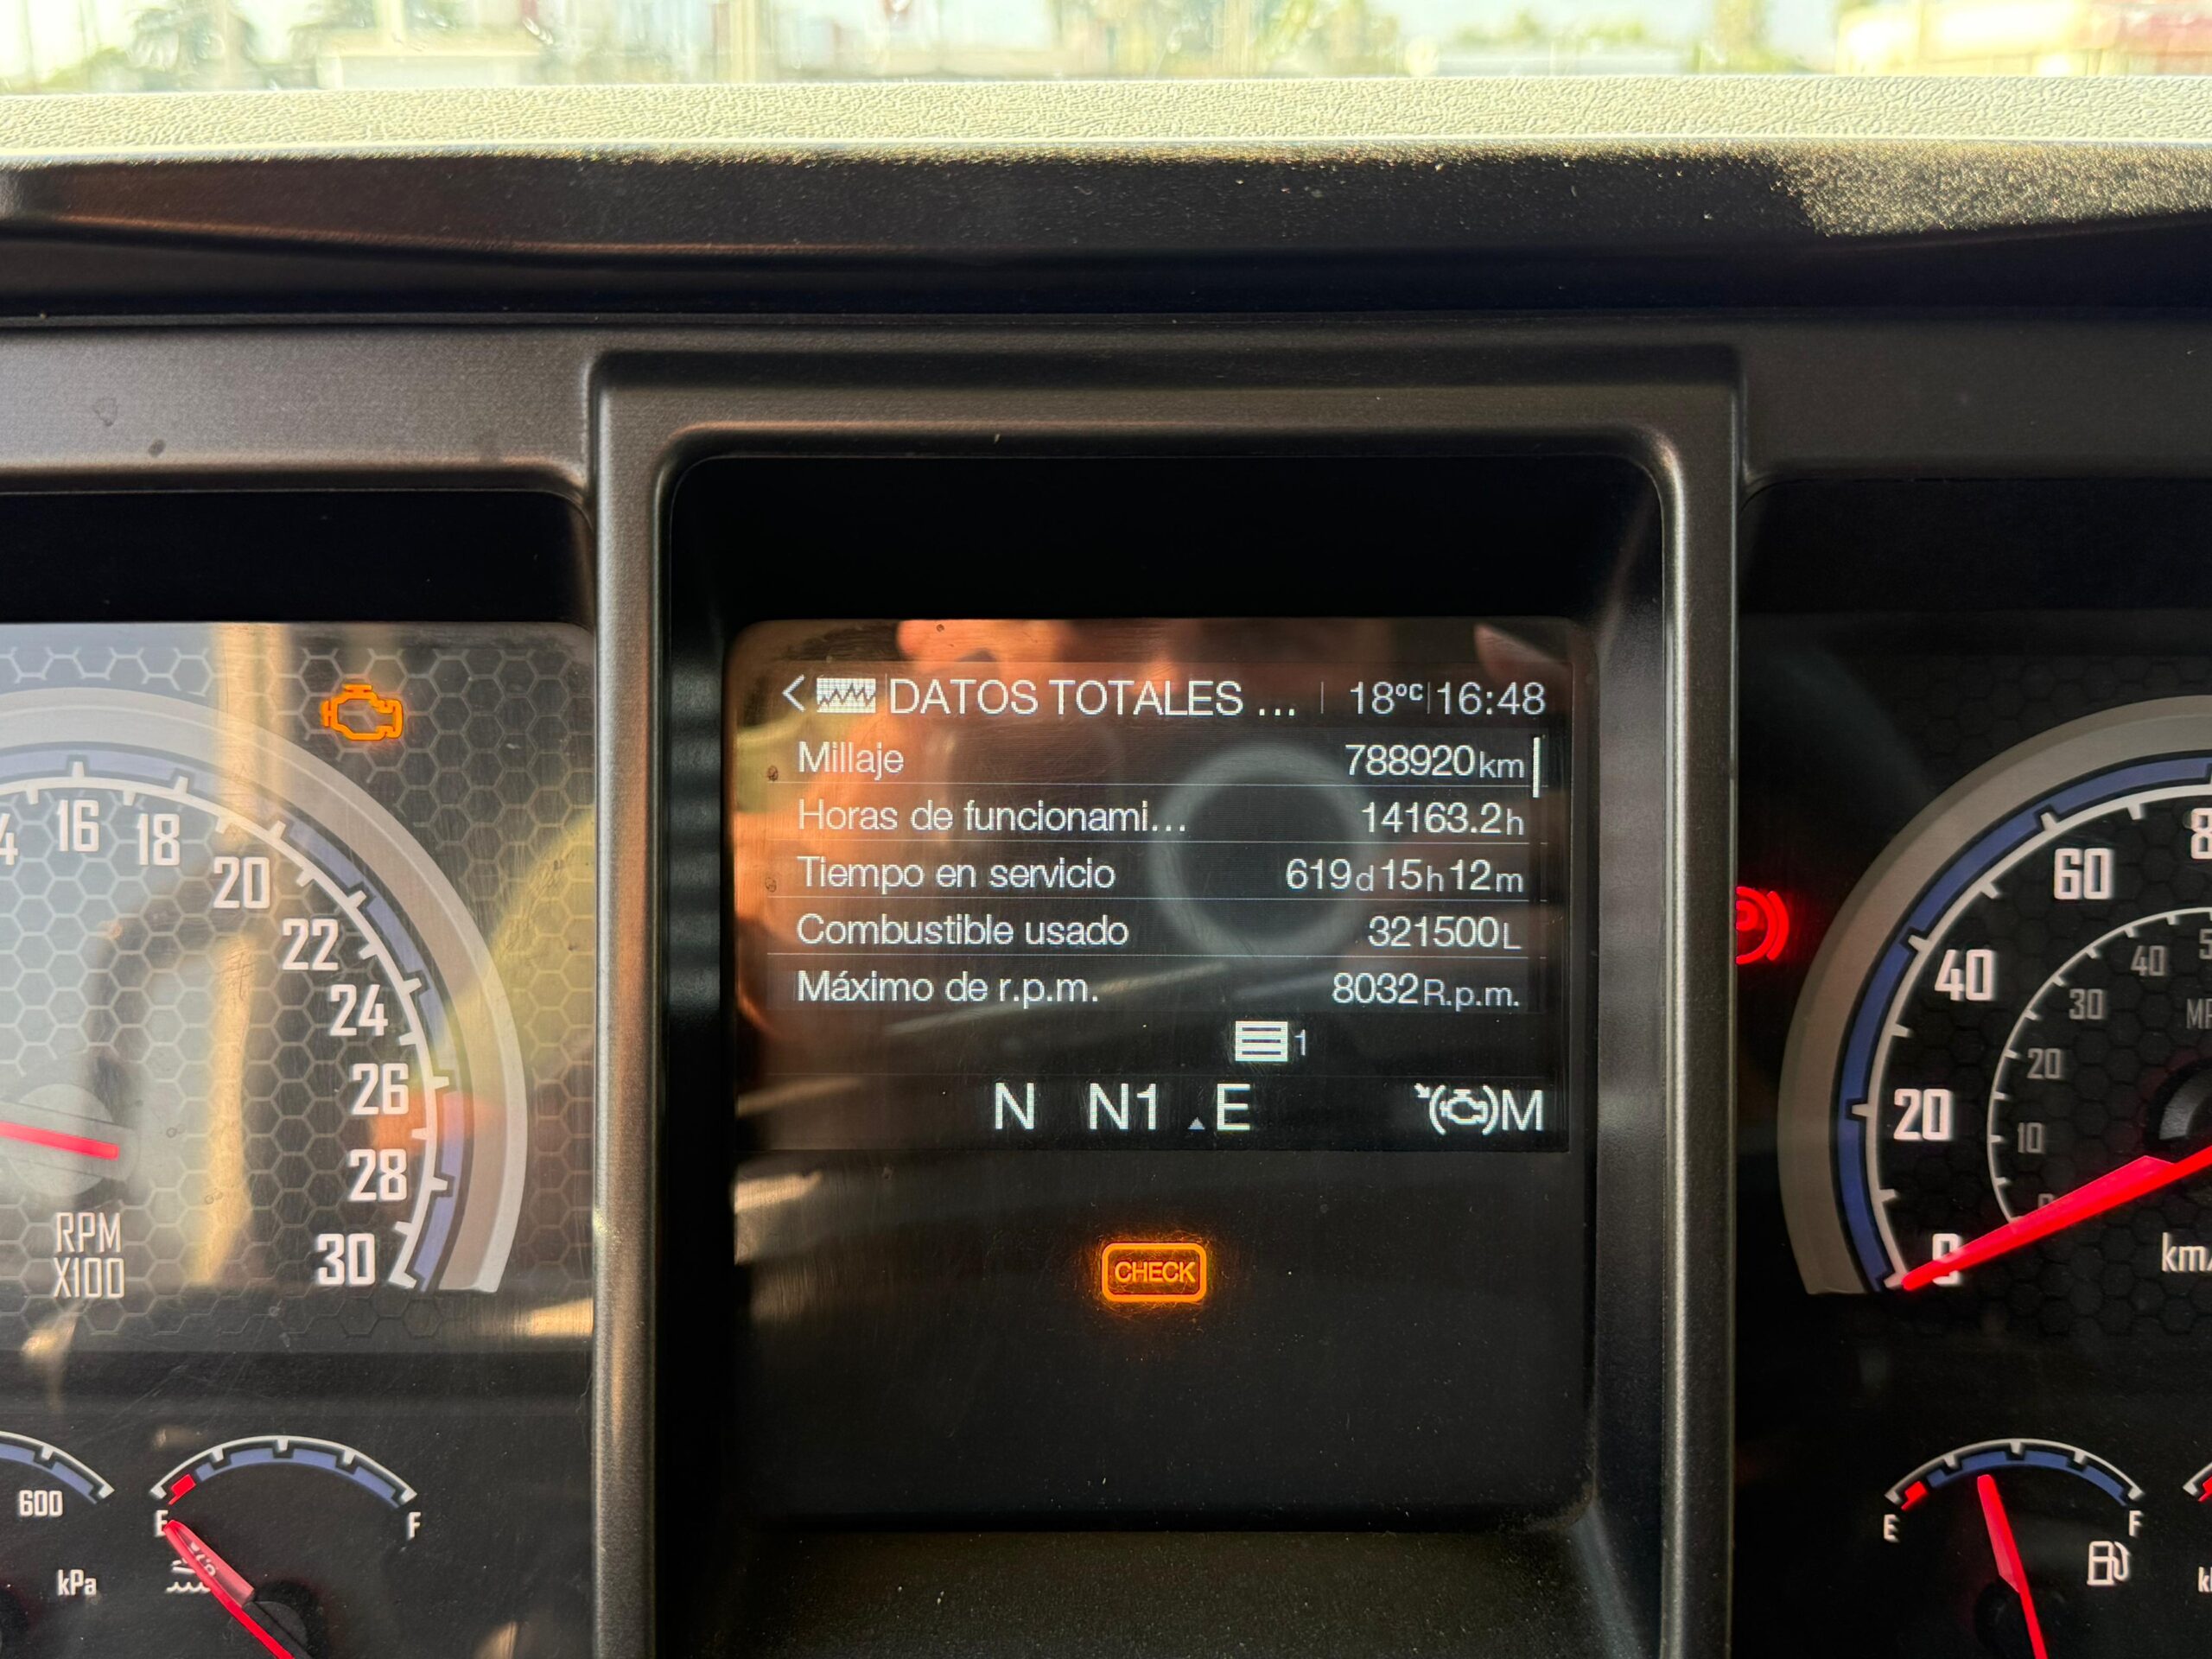 DATOS TOTALES ... 18ºC 16:48
Millaje 788920km
Horas de funcionami... 14163.2h
Tiempo en servicio 619d15h12m
Combustible usado 321500L
Máximo de r.p.m. 8032R.p.m.
1
N N1 E M
CHECK
16
18
20
22
24
26
28
30
RPM
X100
600
kPa
E F
60
40
20
0
40
30
20
10
km/
E F